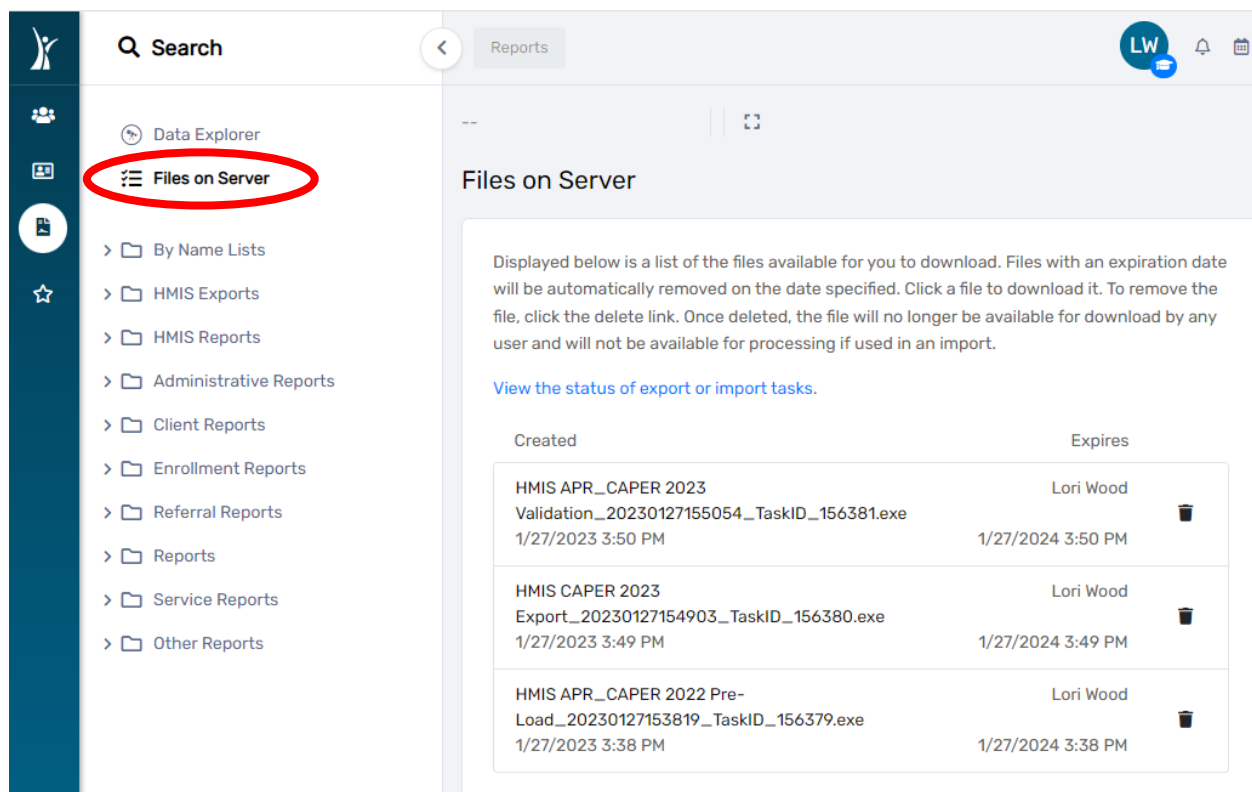 Search
Reports
LW
Data Explorer
Files on Server
By Name Lists
HMIS Exports
HMIS Reports
Administrative Reports
Client Reports
Enrollment Reports
Referral Reports
Reports
Service Reports
Other Reports
--
Files on Server
Displayed below is a list of the files available for you to download. Files with an expiration date
will be automatically removed on the date specified. Click a file to download it. To remove the
file, click the delete link. Once deleted, the file will no longer be available for download by any
user and will not be available for processing if used in an import.
View the status of export or import tasks.
Created Expires
HMIS APR_CAPER 2023 Lori Wood
Validation_20230127155054_TaskID_156381.exe
1/27/2023 3:50 PM 1/27/2024 3:50 PM
HMIS CAPER 2023 Lori Wood
Export_20230127154903_TaskID_156380.exe
1/27/2023 3:49 PM 1/27/2024 3:49 PM
HMIS APR_CAPER 2022 Pre- Lori Wood
Load_20230127153819_TaskID_156379.exe
1/27/2023 3:38 PM 1/27/2024 3:38 PM